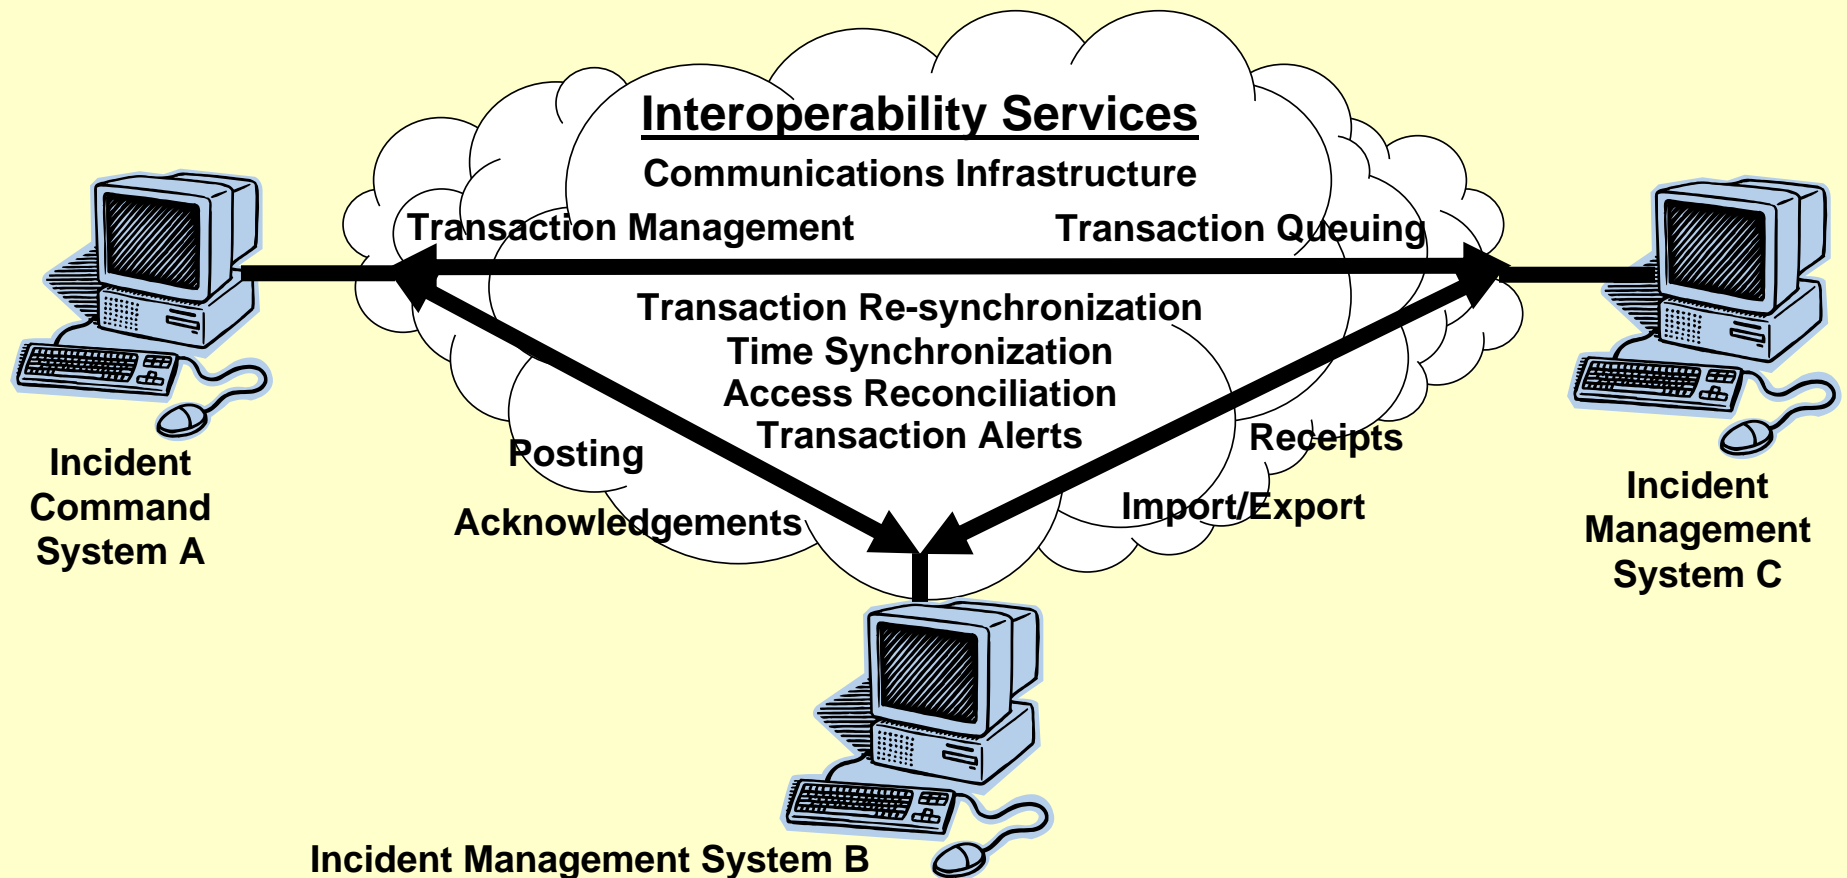 Interoperability Services
Communications Infrastructure
Transaction Management
Transaction Queuing
Transaction Re-synchronization
Time Synchronization
Access Reconciliation
Transaction Alerts
Posting
Acknowledgements
Receipts
Import/Export
Incident
Command
System A
Incident
Management
System C
Incident Management System B